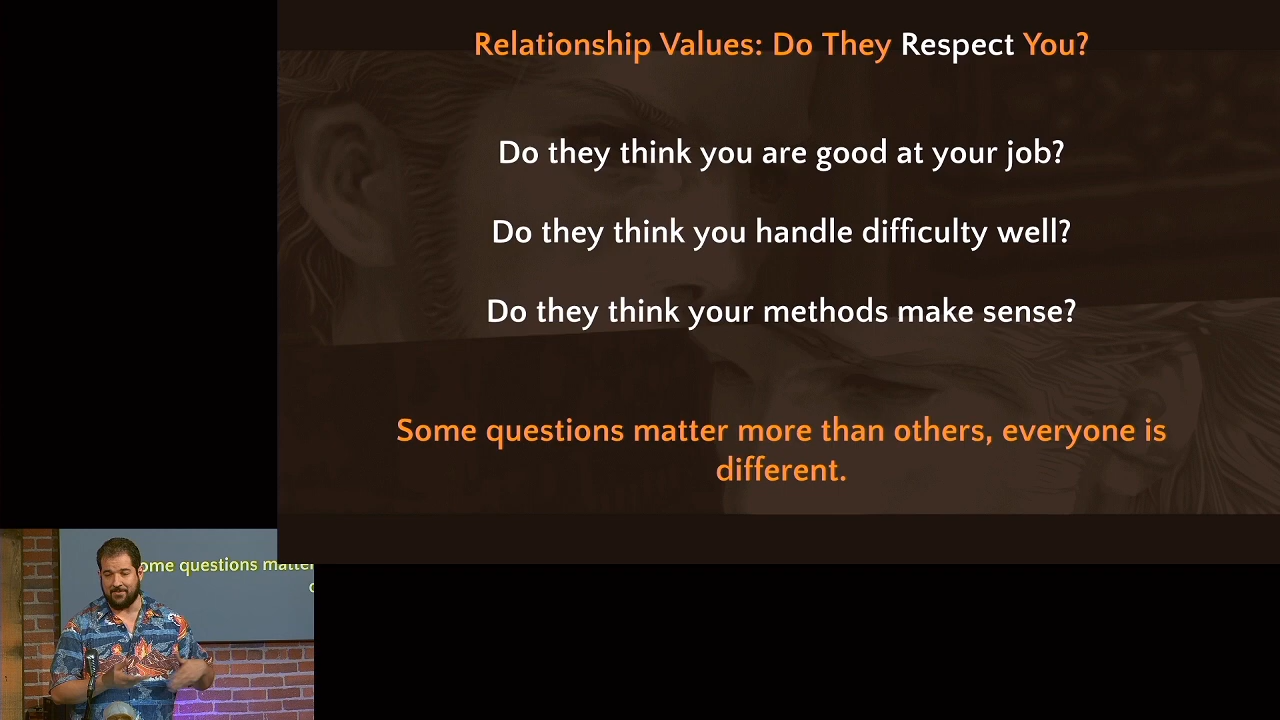 Relationship Values: Do They Respect You?
Do they think you are good at your job?
Do they think you handle difficulty well?
Do they think your methods make sense?
Some questions matter more than others, everyone is
different.
ome questions matter